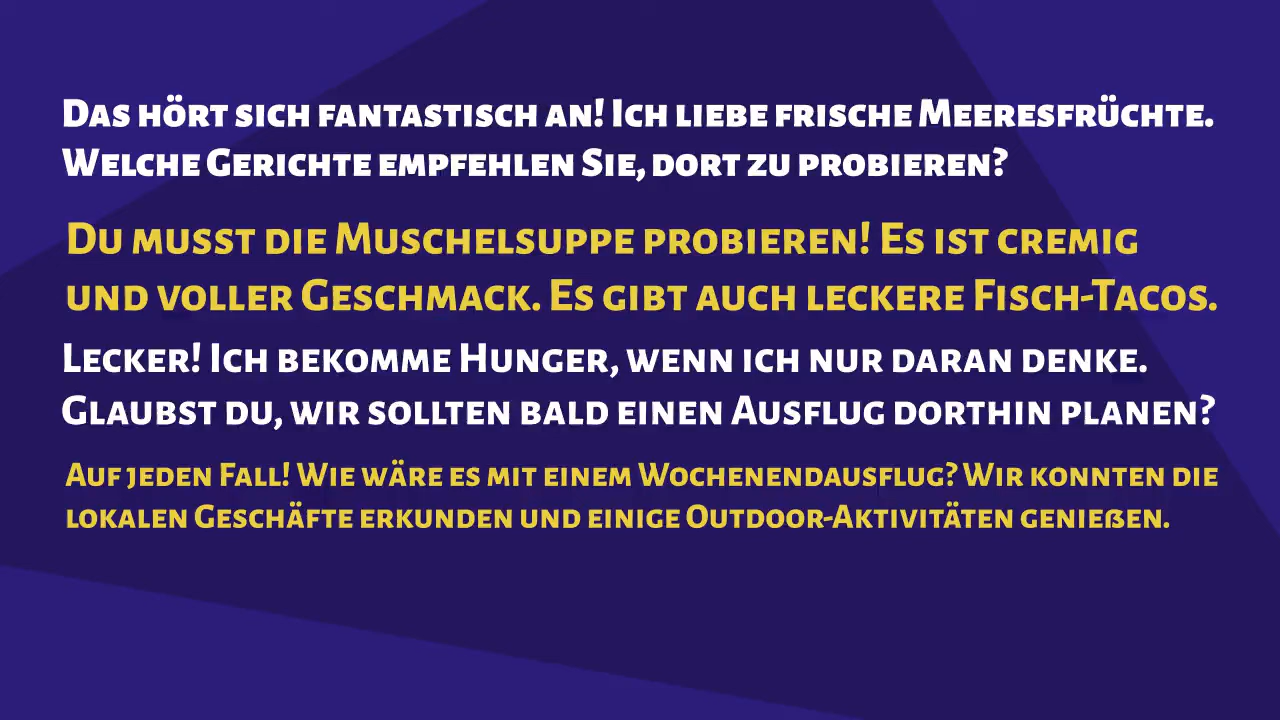 Das hört sich fantastisch an! Ich liebe frische Meeresfrüchte.
Welche Gerichte empfehlen Sie, dort zu probieren?
Du musst die Muschelsuppe probieren! Es ist cremig
und voller Geschmack. Es gibt auch leckere Fisch-Tacos.
Lecker! Ich bekomme Hunger, wenn ich nur daran denke.
Glaubst du, wir sollten bald einen Ausflug dorthin planen?
Auf jeden Fall! Wie wäre es mit einem Wochenendausflug? Wir konnten die
lokalen Geschäfte erkunden und einige Outdoor-Aktivitäten genießen.